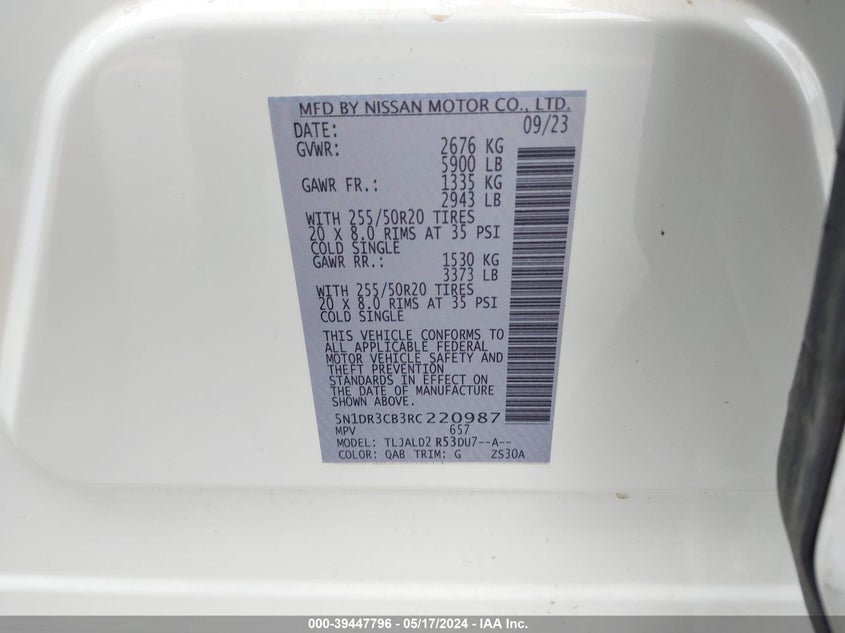 MFD BY NISSAN MOTOR CO., LTD.
DATE: 09/23
GVWR: 2676 KG
5900 LB
GAWR FR.: 1335 KG
2943 LB
WITH 255/50R20 TIRES
20 X 8.0 RIMS AT 35 PSI
COLD SINGLE
GAWR RR.: 1530 KG
3373 LB
WITH 255/50R20 TIRES
20 X 8.0 RIMS AT 35 PSI
COLD SINGLE
THIS VEHICLE CONFORMS TO
ALL APPLICABLE FEDERAL
MOTOR VEHICLE SAFETY AND
THEFT PREVENTION
STANDARDS IN EFFECT ON
THE DATE OF MANUFACTURE
SHOWN ABOVE.
5N1DR3CB3RC220987
MPV 657
MODEL: TLJALD2 R53DU7--A--
COLOR: QAB TRIM: G ZS30A
000-39447796 - 05/17/2024 - IAA Inc.